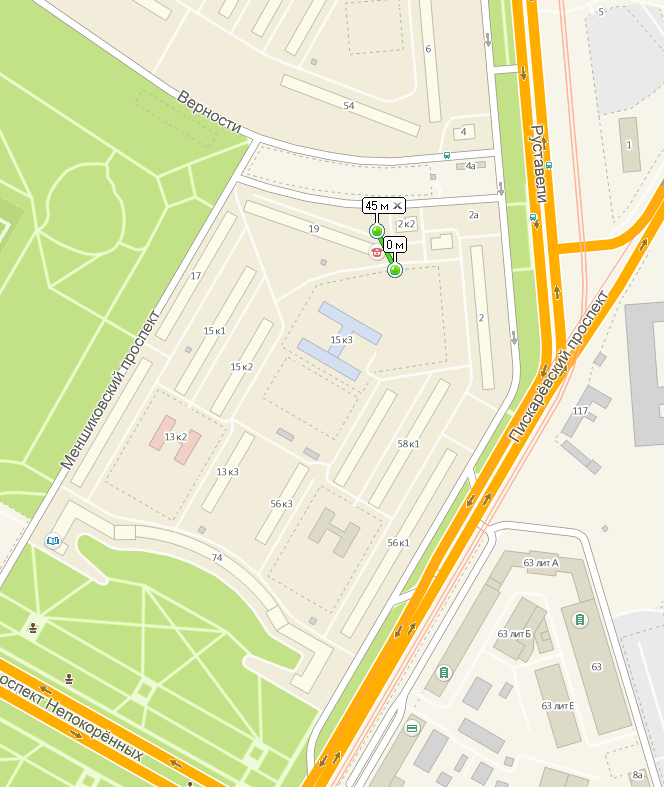 5
6
54
Верности
4
1
4а
Руставели
45 м
2 к2
2а
19
0 м
17
2
15 к1
15 к3
15 к2
Меншиковский проспект
Пискарёвский проспект
117
13 к2
58 к1
13 к3
56 к3
56 к1
74
63 лит А
63 лит Б
63
63 лит Е
оспект Непокорённых
8а